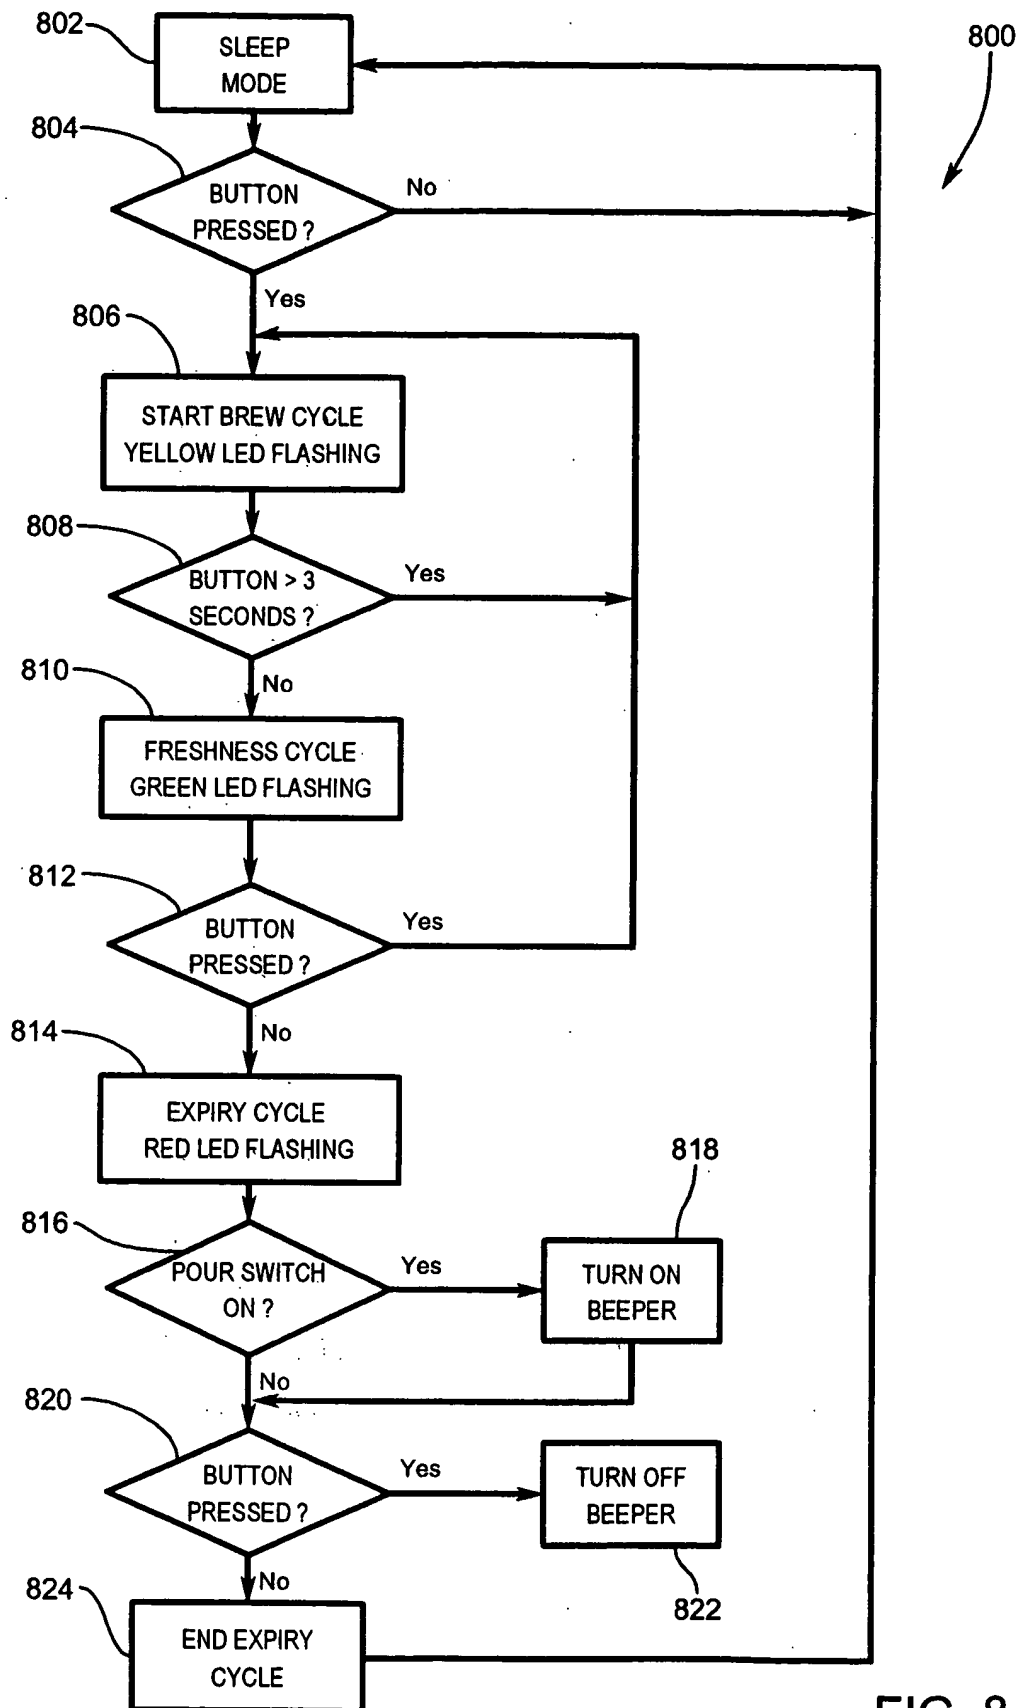 802
SLEEP
MODE
800
804
BUTTON
PRESSED ?
No
Yes
806
START BREW CYCLE
YELLOW LED FLASHING
808
BUTTON > 3
SECONDS ?
Yes
No
810
FRESHNESS CYCLE
GREEN LED FLASHING
812
BUTTON
PRESSED ?
Yes
No
814
EXPIRY CYCLE
RED LED FLASHING
816
POUR SWITCH
ON ?
Yes
818
TURN ON
BEEPER
No
820
BUTTON
PRESSED ?
Yes
TURN OFF
BEEPER
822
No
824
END EXPIRY
CYCLE
FIG. 8